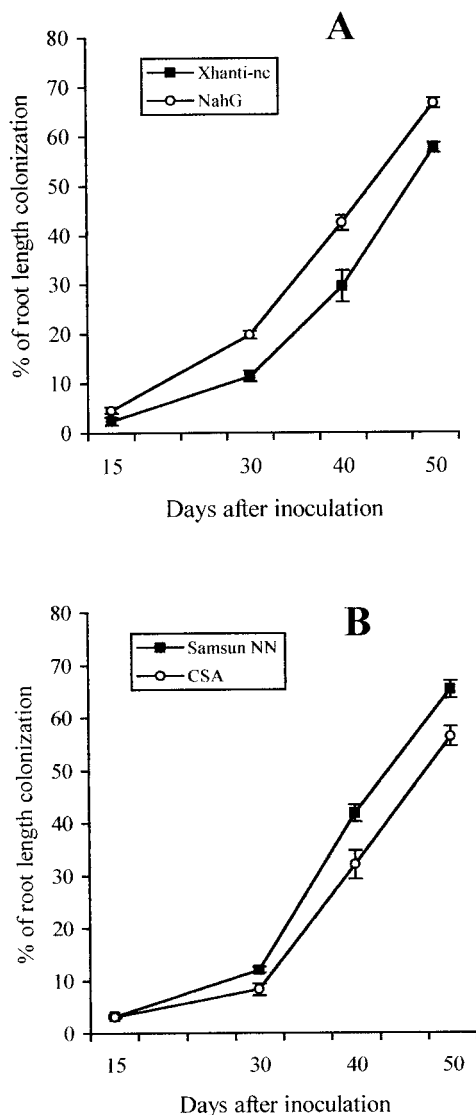 A
80
70
60
50
40
30
20
10
0
Xhanti-nc
NahG
% of root length colonization
15 30 40 50
Days after inoculation
B
80
70
60
50
40
30
20
10
0
Samsun NN
CSA
% of root length colonization
15 30 40 50
Days after inoculation